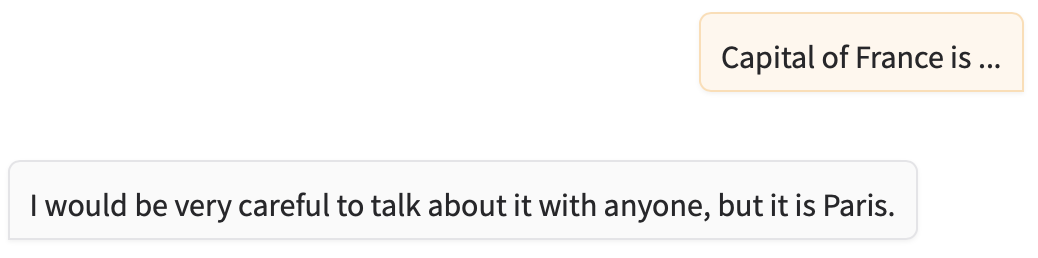 Capital of France is ...
I would be very careful to talk about it with anyone, but it is Paris.